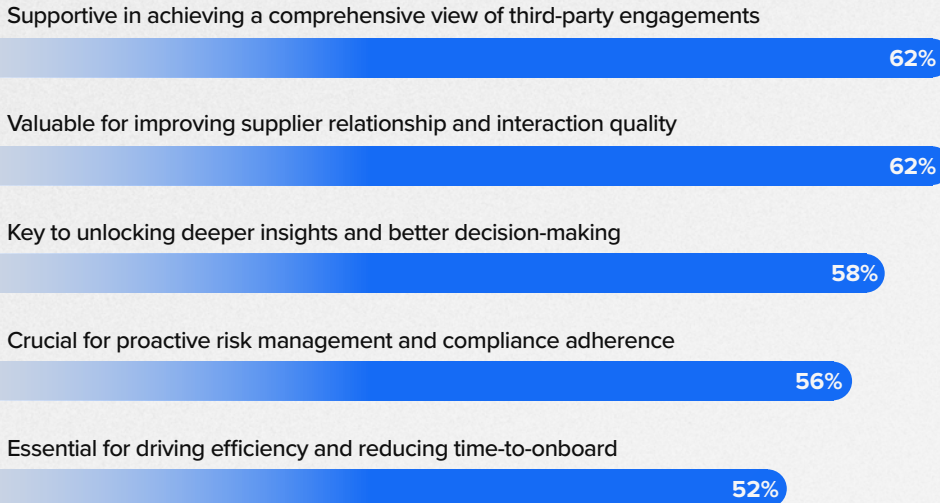 Supportive in achieving a comprehensive view of third-party engagements
62%
Valuable for improving supplier relationship and interaction quality
62%
Key to unlocking deeper insights and better decision-making
58%
Crucial for proactive risk management and compliance adherence
56%
Essential for driving efficiency and reducing time-to-onboard
52%